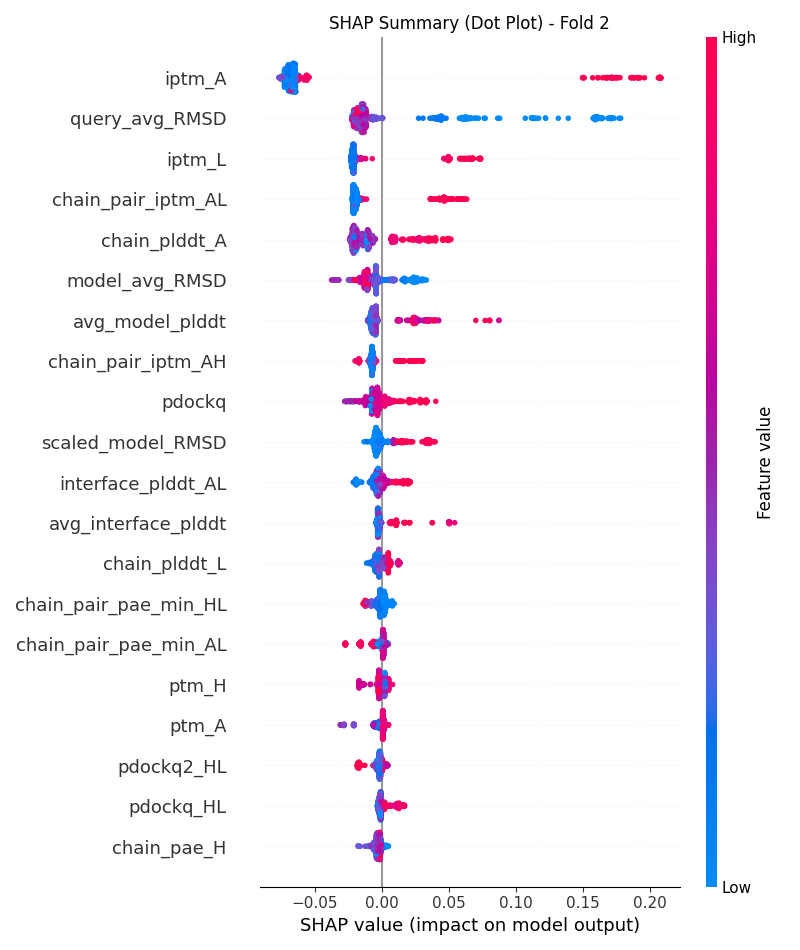 SHAP Summary (Dot Plot) - Fold 2
High
iptm_A
query_avg_RMSD
iptm_L
chain_pair_iptm_AL
chain_plddt_A
model_avg_RMSD
avg_model_plddt
chain_pair_iptm_AH
pdockq
scaled_model_RMSD
interface_plddt_AL
avg_interface_plddt
chain_plddt_L
chain_pair_pae_min_HL
chain_pair_pae_min_AL
ptm_H
ptm_A
pdockq2_HL
pdockq_HL
chain_pae_H
Feature value
Low
−0.05 0.00 0.05 0.10 0.15 0.20
SHAP value (impact on model output)